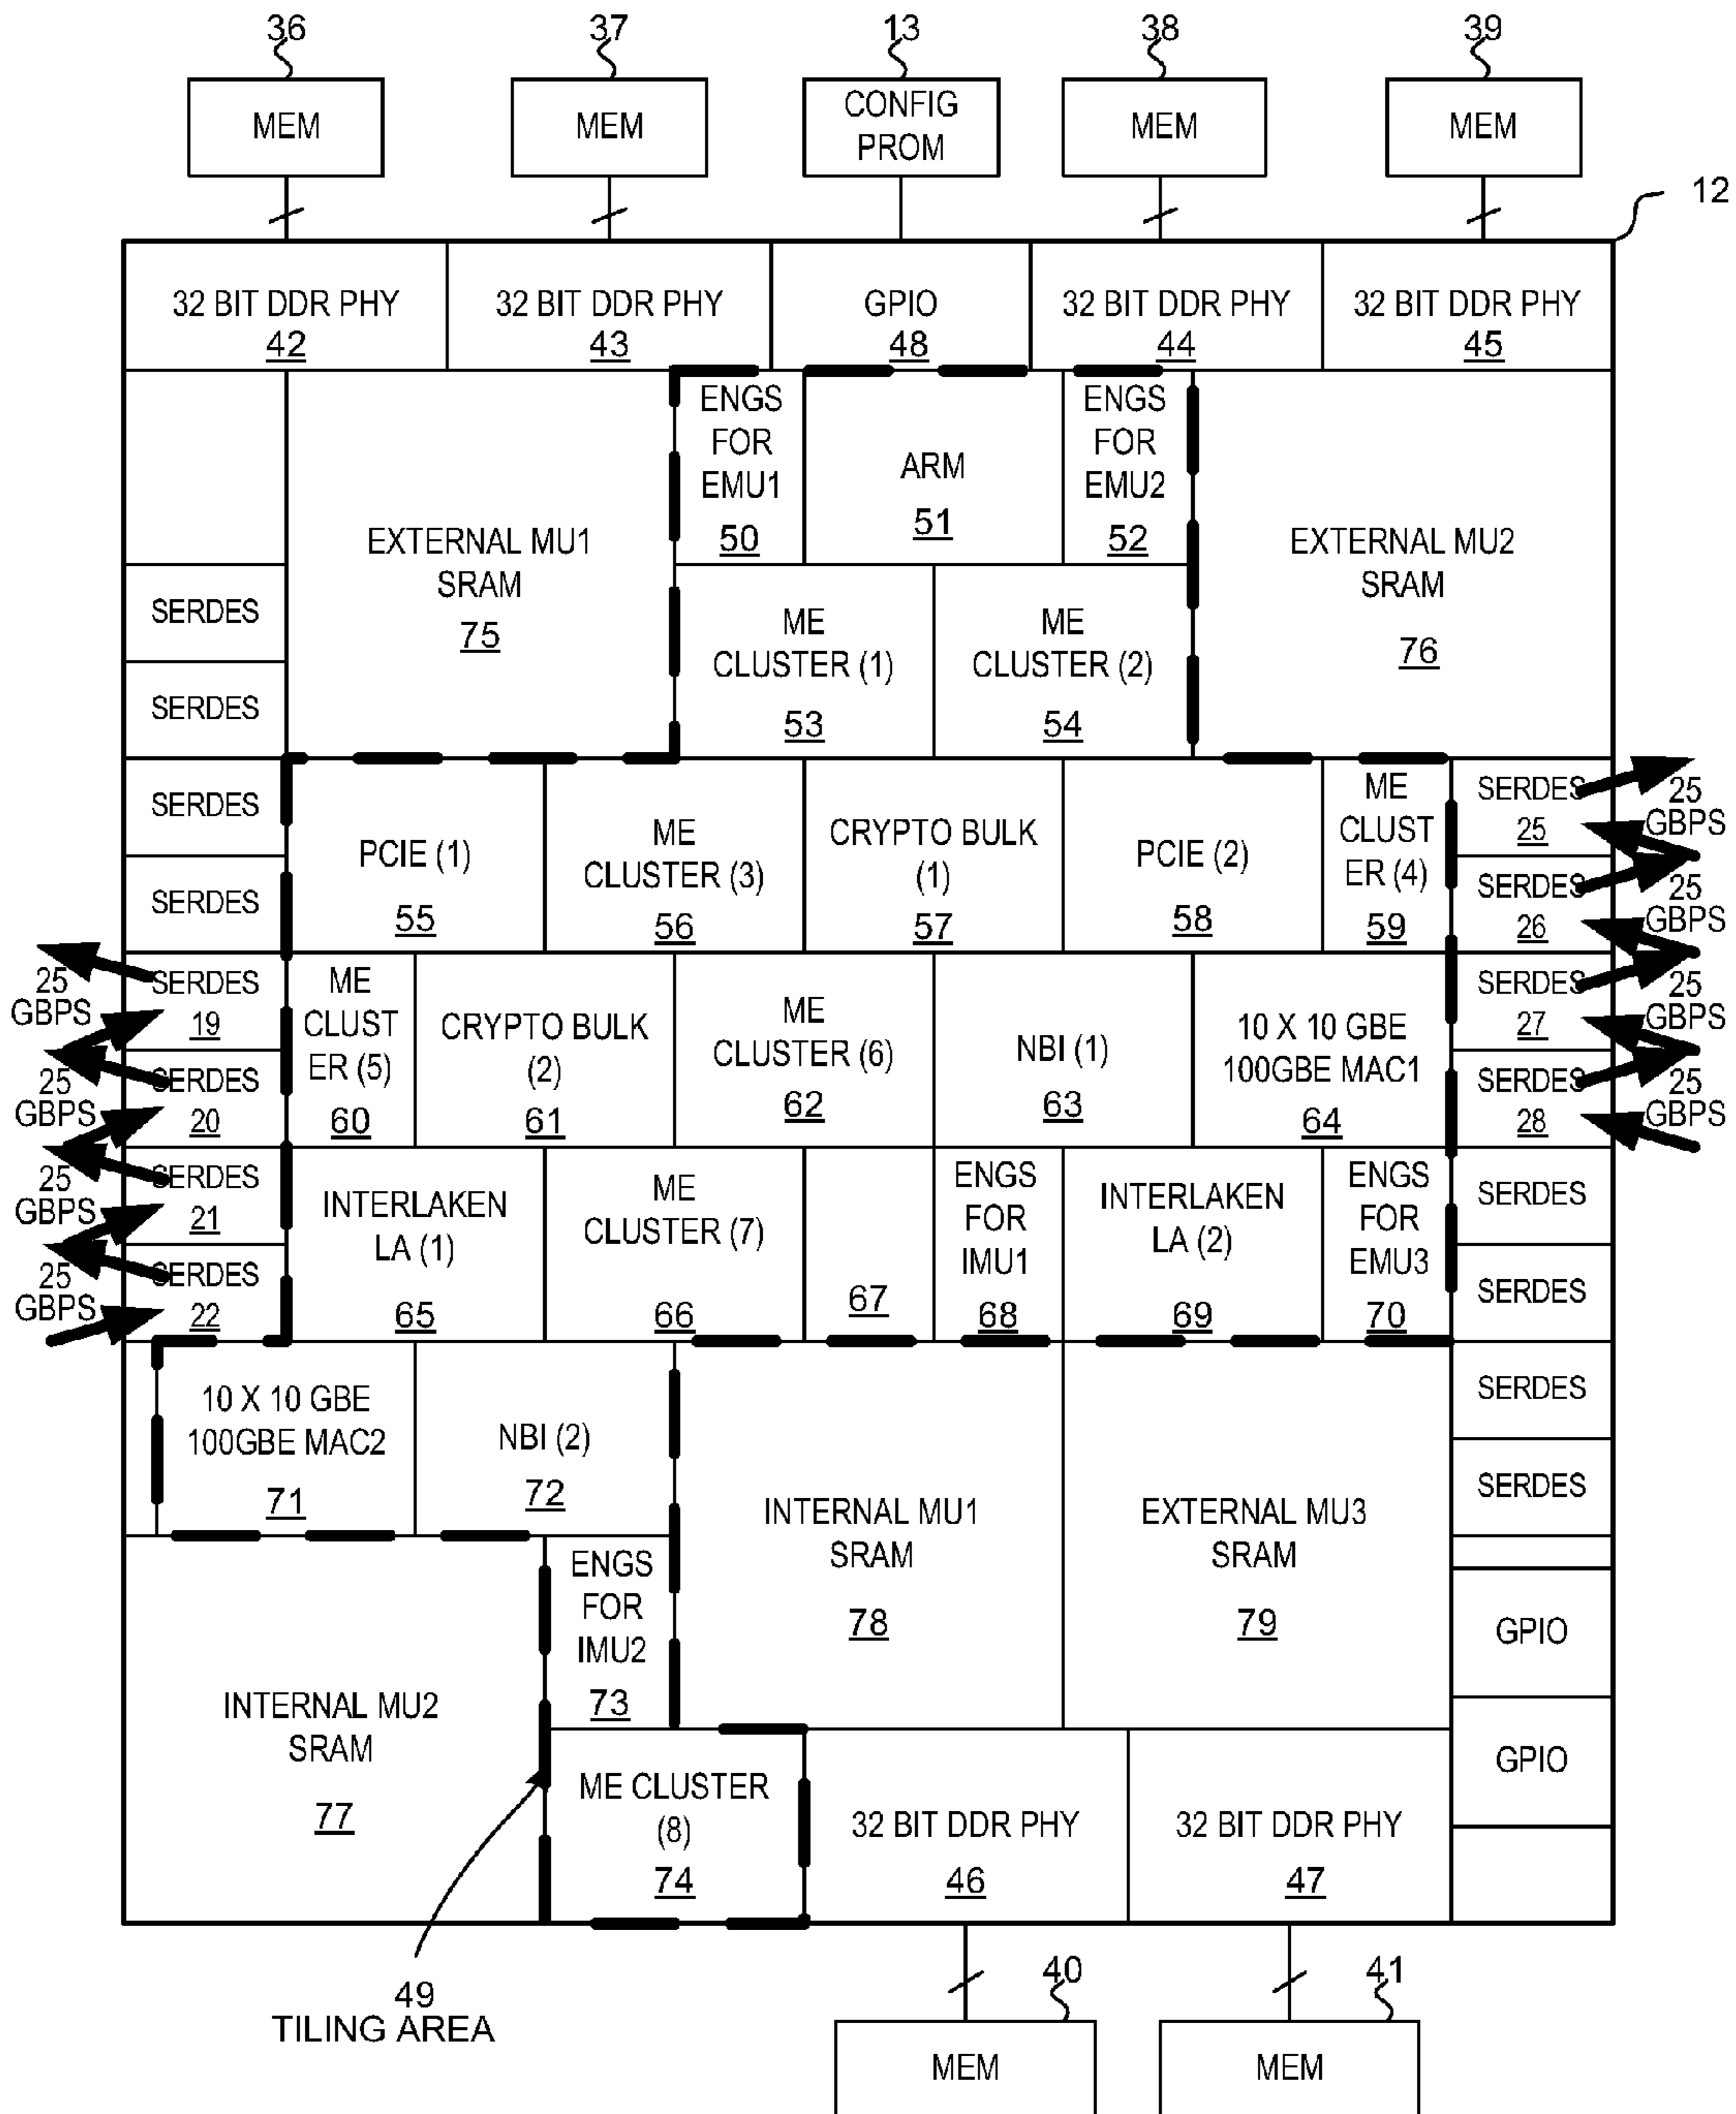 36
37
13
38
39
MEM
MEM
CONFIG
PROM
MEM
MEM
12
32 BIT DDR PHY
42
32 BIT DDR PHY
43
GPIO
48
32 BIT DDR PHY
44
32 BIT DDR PHY
45
EXTERNAL MU1
SRAM
75
ENGS
FOR
EMU1
50
ARM
51
ENGS
FOR
EMU2
52
EXTERNAL MU2
SRAM
76
SERDES
SERDES
ME
CLUSTER (1)
53
ME
CLUSTER (2)
54
SERDES
SERDES
PCIE (1)
55
ME
CLUSTER (3)
56
CRYPTO BULK
(1)
57
PCIE (2)
58
ME
CLUST
ER (4)
59
SERDES
25
25
GBPS
SERDES
26
25
GBPS
25
GBPS
SERDES
19
25
GBPS
SERDES
20
ME
CLUST
ER (5)
60
CRYPTO BULK
(2)
61
ME
CLUSTER (6)
62
NBI (1)
63
10 X 10 GBE
100GBE MAC1
64
SERDES
27
25
GBPS
SERDES
28
25
GBPS
25
GBPS
SERDES
21
25
GBPS
SERDES
22
INTERLAKEN
LA (1)
65
ME
CLUSTER (7)
66
67
ENGS
FOR
IMU1
68
INTERLAKEN
LA (2)
69
ENGS
FOR
EMU3
70
SERDES
SERDES
10 X 10 GBE
100GBE MAC2
71
NBI (2)
72
INTERNAL MU1
SRAM
78
EXTERNAL MU3
SRAM
79
SERDES
SERDES
INTERNAL MU2
SRAM
77
ENGS
FOR
IMU2
73
GPIO
GPIO
ME CLUSTER
(8)
74
32 BIT DDR PHY
46
32 BIT DDR PHY
47
49
TILING AREA
40
41
MEM
MEM